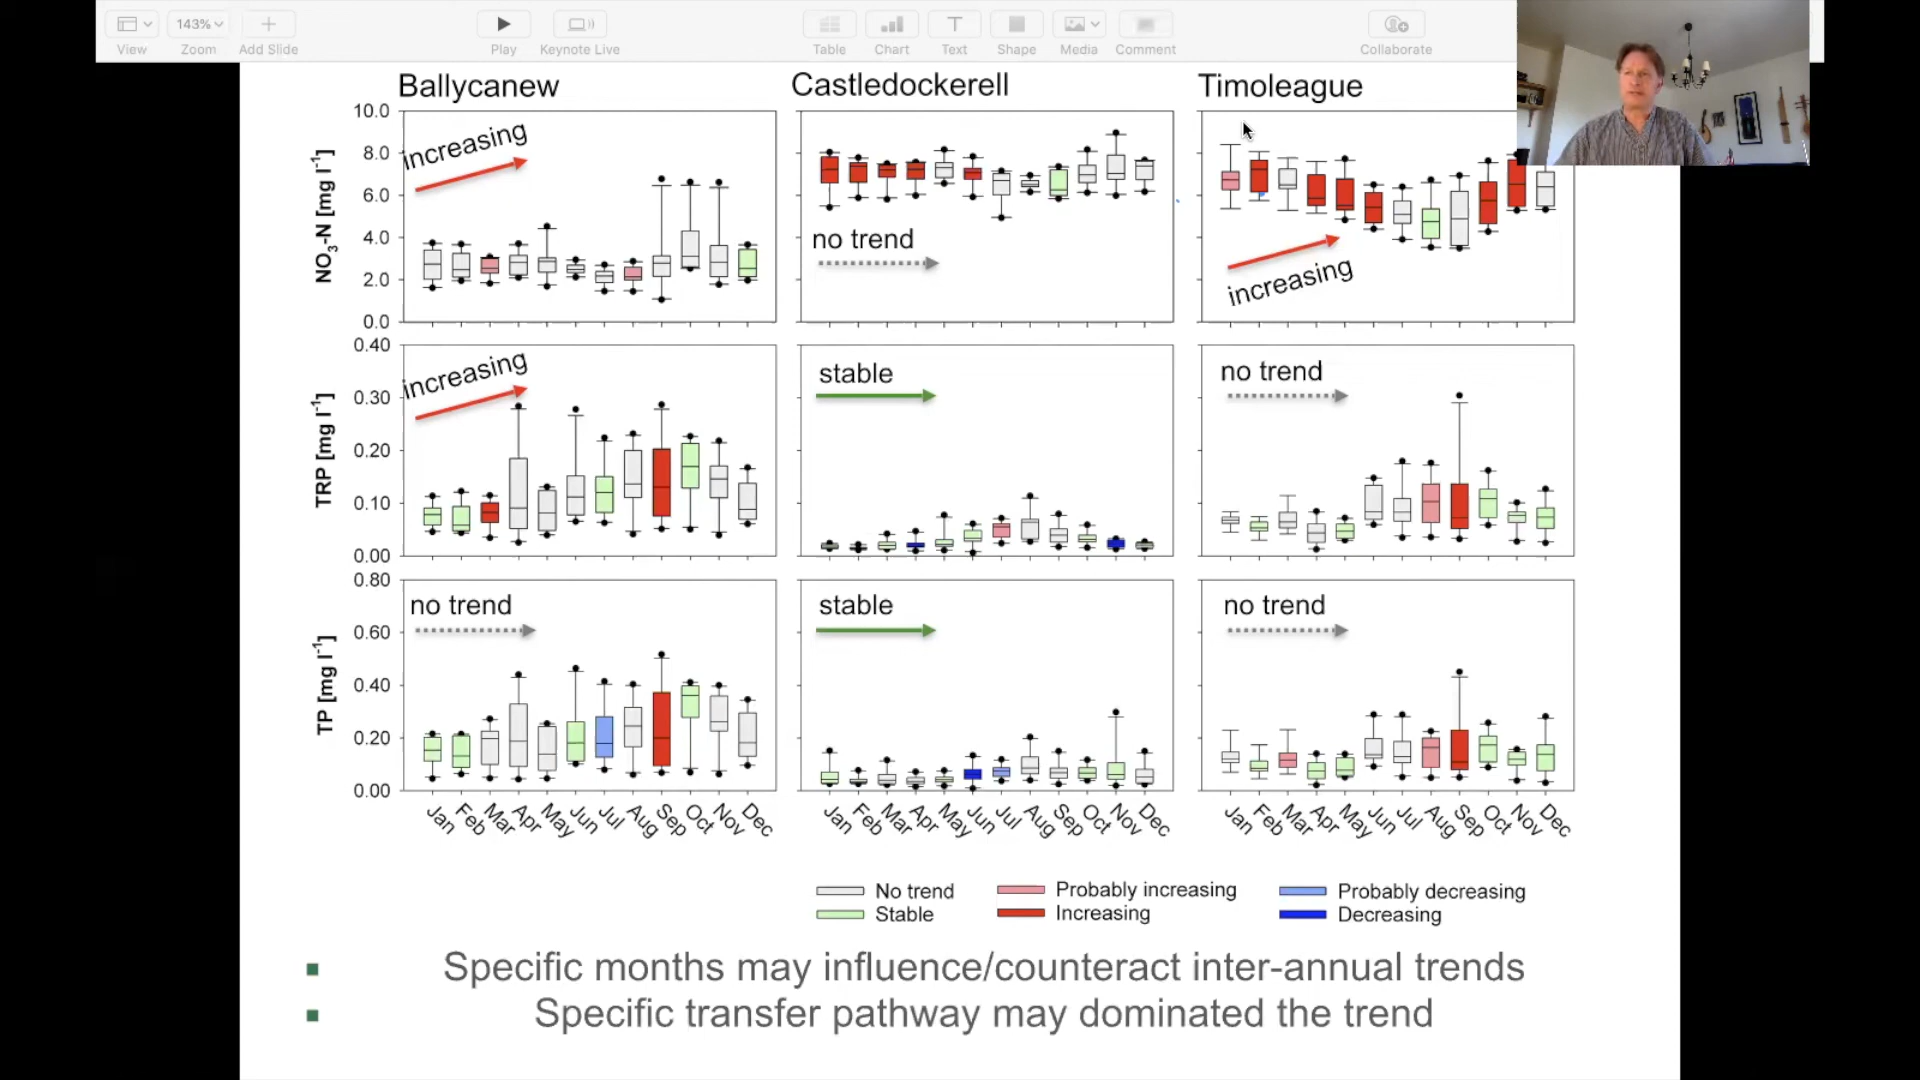 143%
View
Zoom
Add Slide
Play
Keynote Live
Table
Chart
Text
Shape
Media
Comment
Collaborate
Ballycanew
Castledockerell
Timoleague
NO3-N [mg l-1]
10.0
8.0
6.0
4.0
2.0
0.0
increasing
no trend
increasing
TRP [mg l-1]
0.40
0.30
0.20
0.10
0.00
increasing
stable
no trend
TP [mg l-1]
0.80
0.60
0.40
0.20
0.00
no trend
stable
no trend
Jan Feb Mar Apr May Jun Jul Aug Sep Oct Nov Dec
Jan Feb Mar Apr May Jun Jul Aug Sep Oct Nov Dec
Jan Feb Mar Apr May Jun Jul Aug Sep Oct Nov Dec
No trend
Probably increasing
Probably decreasing
Stable
Increasing
Decreasing
Specific months may influence/counteract inter-annual trends
Specific transfer pathway may dominated the trend